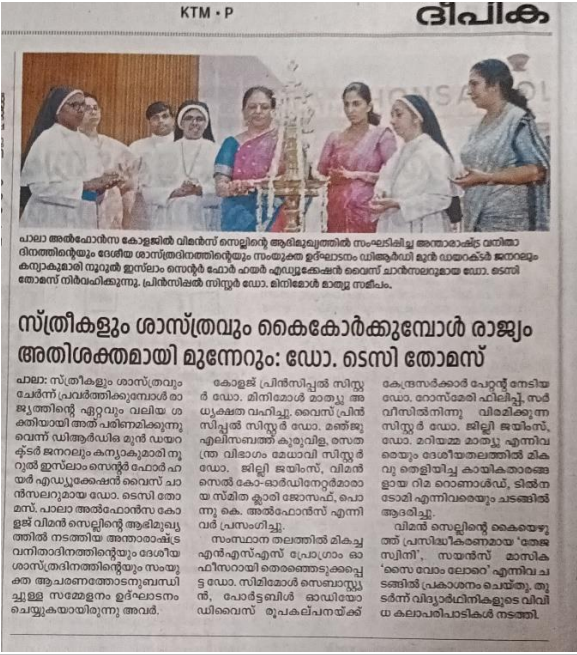 KTM • P
ദീപിക
പാലാ അൽഫോൻസ കോളജിൽ വിമൻസ് സെല്ലിന്റെ ആഭിമുഖ്യത്തിൽ സംഘടിപ്പിച്ച അന്താരാഷ്ട്ര വനിതാ
ദിനത്തിന്റെയും ദേശീയ ശാസ്ത്രദിനത്തിന്റെയും സംയുക്ത ഉദ്ഘാടനം ഡിആർഡി മുൻ ഡയറക്ടർ ജനറലും
കന്യാകുമാരി നൂറുൽ ഇസ്ലാം സെന്റർ ഫോർ ഹയർ എഡ്യൂക്കേഷൻ വൈസ് ചാൻസലറുമായ ഡോ. ടെസി
തോമസ് നിർവഹിക്കുന്നു. പ്രിൻസിപ്പൽ സിസ്റ്റർ ഡോ. മിനിമോൾ മാത്യു സമീപം.
സ്ത്രീകളും ശാസ്ത്രവും കൈകോർക്കുമ്പോൾ രാജ്യം
അതിശക്തമായി മുന്നേറും: ഡോ. ടെസി തോമസ്
പാലാ: സ്ത്രീകളും ശാസ്ത്രവും
ചേർന്ന് പ്രവർത്തിക്കുമ്പോൾ രാ
ജ്യത്തിന്റെ ഏറ്റവും വലിയ ശ
ക്തിയായി അത് പരിണമിക്കുന്നു
വെന്ന് ഡിആർഡിഒ മുൻ ഡയറ
ക്ടർ ജനറലും കന്യാകുമാരി നൂ
റുൽ ഇസ്ലാം സെന്റർ ഫോർ ഹ
യർ എഡ്യൂക്കേഷൻ വൈസ് ചാ
ൻസലറുമായ ഡോ. ടെസി തോ
മസ്. പാലാ അൽഫോൻസ കോ
ളജ് വിമൻ സെല്ലിന്റെ ആഭിമുഖ്യ
ത്തിൽ നടത്തിയ അന്താരാഷ്ട്ര
വനിതാദിനത്തിന്റെയും ദേശീയ
ശാസ്ത്രദിനത്തിന്റെയും സംയു
ക്ത ആചരണത്തോടനുബന്ധി
ച്ചുള്ള സമ്മേളനം ഉദ്ഘാടനം
ചെയ്യുകയായിരുന്നു അവർ.
കോളജ് പ്രിൻസിപ്പൽ സിസ്റ്റ
ർ ഡോ. മിനിമോൾ മാത്യു അ
ധ്യക്ഷത വഹിച്ചു. വൈസ് പ്രിൻ
സിപ്പൽ സിസ്റ്റർ ഡോ. മഞ്ജു
എലിസബത്ത് കുരുവിള, രസത
ന്ത്ര വിഭാഗം മേധാവി സിസ്റ്റർ
ഡോ. ജില്ലി ജയിംസ്, വിമൻ
സെൽ കോ-ഓർഡിനേറ്റർമാരാ
യ സ്മിത ക്ലാരി ജോസഫ്, പൊ
ന്നു കെ. അൽഫോൻസ് എന്നി
വർ പ്രസംഗിച്ചു.
സംസ്ഥാന തലത്തിൽ മികച്ച
എൻഎസ്എസ് പ്രോഗ്രാം ഓ
ഫീസറായി തെരഞ്ഞെടുക്കപ്പെ
ട്ട ഡോ. സിമിമോൾ സെബാസ്റ്റ്യ
ൻ, പോർട്ടബിൾ ഓഡിയോ
ഡിവൈസ് രൂപകല്പനയ്ക്ക്
കേന്ദ്രസർക്കാർ പേറ്റന്റ് നേടിയ
ഡോ. റോസ്മേരി ഫിലിപ്പ്, സർ
വീസിൽനിന്നു വിരമിക്കുന്ന
സിസ്റ്റർ ഡോ. ജില്ലി ജയിംസ്,
ഡോ. മറിയമ്മ മാത്യു എന്നിവ
രെയും ദേശീയതലത്തിൽ മിക
വു തെളിയിച്ച കായികതാരങ്ങ
ളായ റിമ റൊണാൾഡ്, ടിൽന
ടോമി എന്നിവരെയും ചടങ്ങിൽ
ആദരിച്ചു.
വിമൻ സെല്ലിന്റെ കൈയെഴു
ത്ത് പ്രസിദ്ധീകരണമായ 'തേജ
സ്വിനി', സയൻസ് മാസിക
'സൈ വോം ലോറെ' എന്നിവ ച
ടങ്ങിൽ പ്രകാശനം ചെയ്തു. തു
ടർന്ന് വിദ്യാർഥിനികളുടെ വിവി
ധ കലാപരിപാടികൾ നടത്തി.